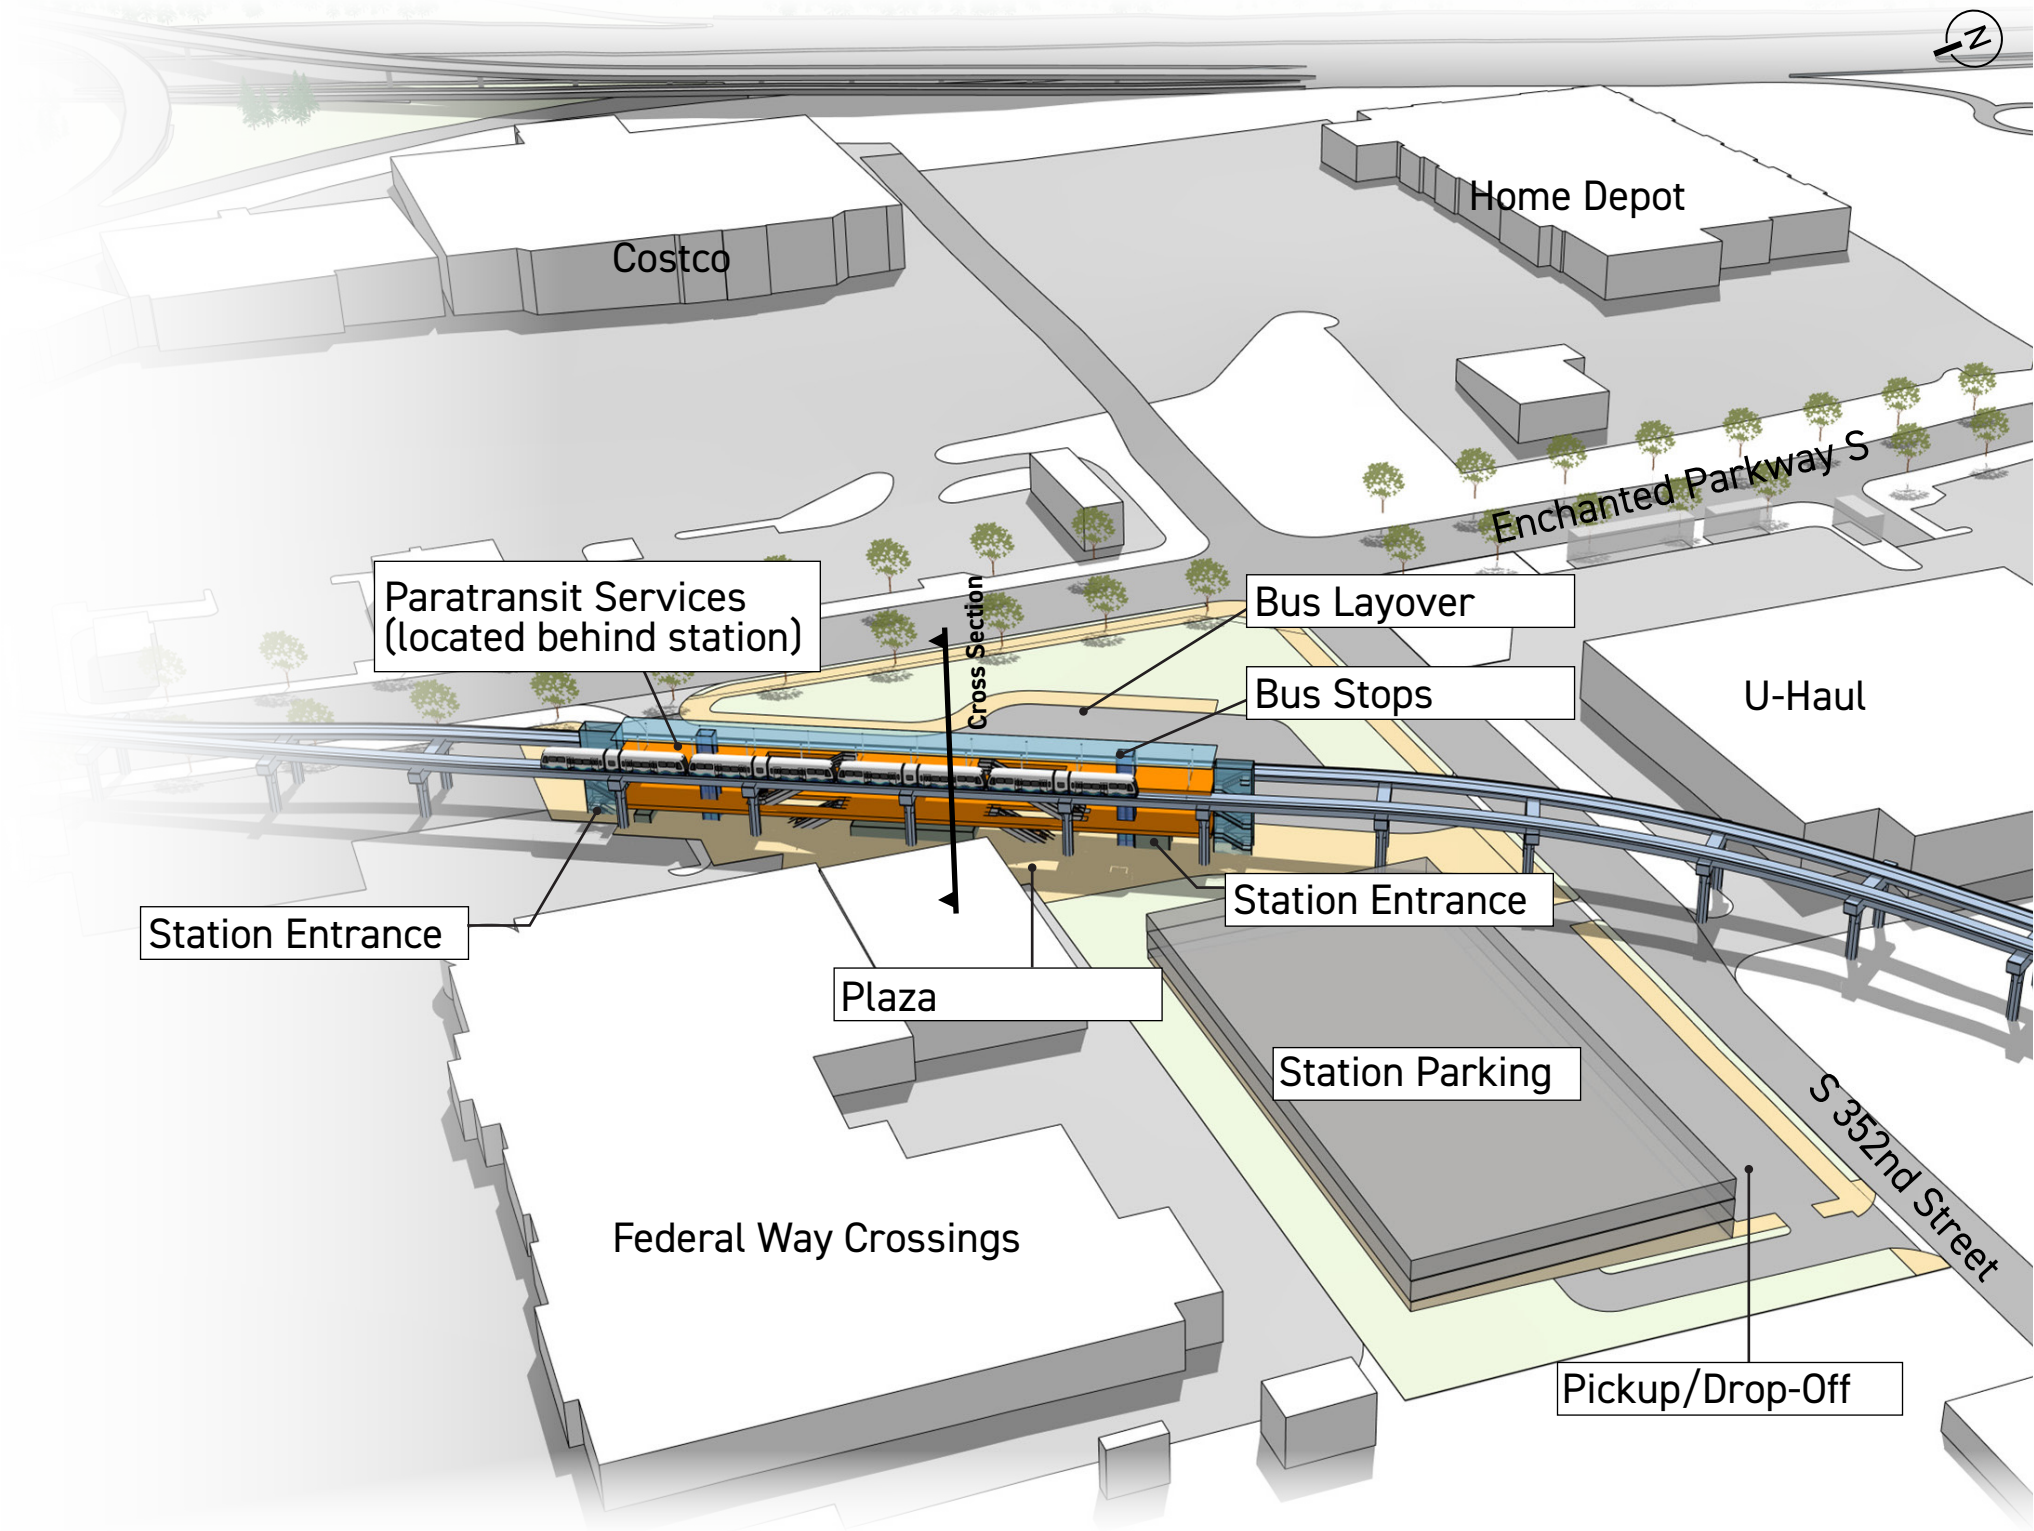 N
Home Depot
Costco
Enchanted Parkway S
Paratransit Services
(located behind station)
Cross Section
Bus Layover
Bus Stops
U-Haul
Station Entrance
Station Entrance
Plaza
Station Parking
S 352nd Street
Federal Way Crossings
Pickup/Drop-Off